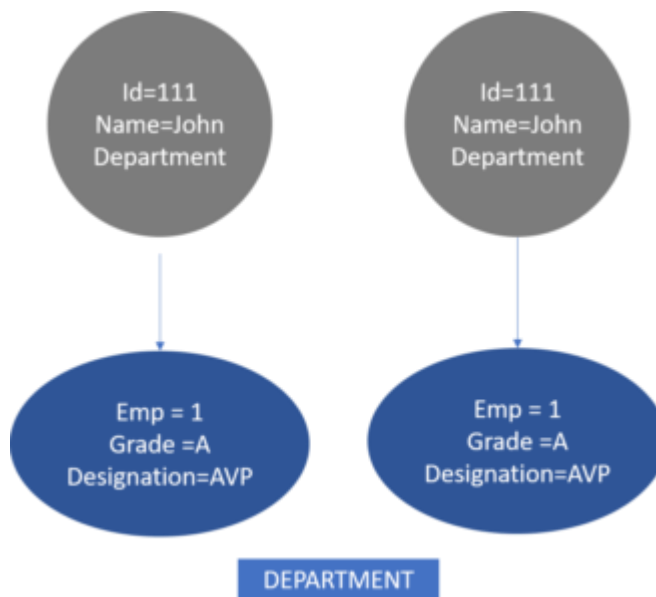 Id=111
Name=John
Department
Id=111
Name=John
Department
Emp = 1
Grade =A
Designation=AVP
Emp = 1
Grade =A
Designation=AVP
DEPARTMENT